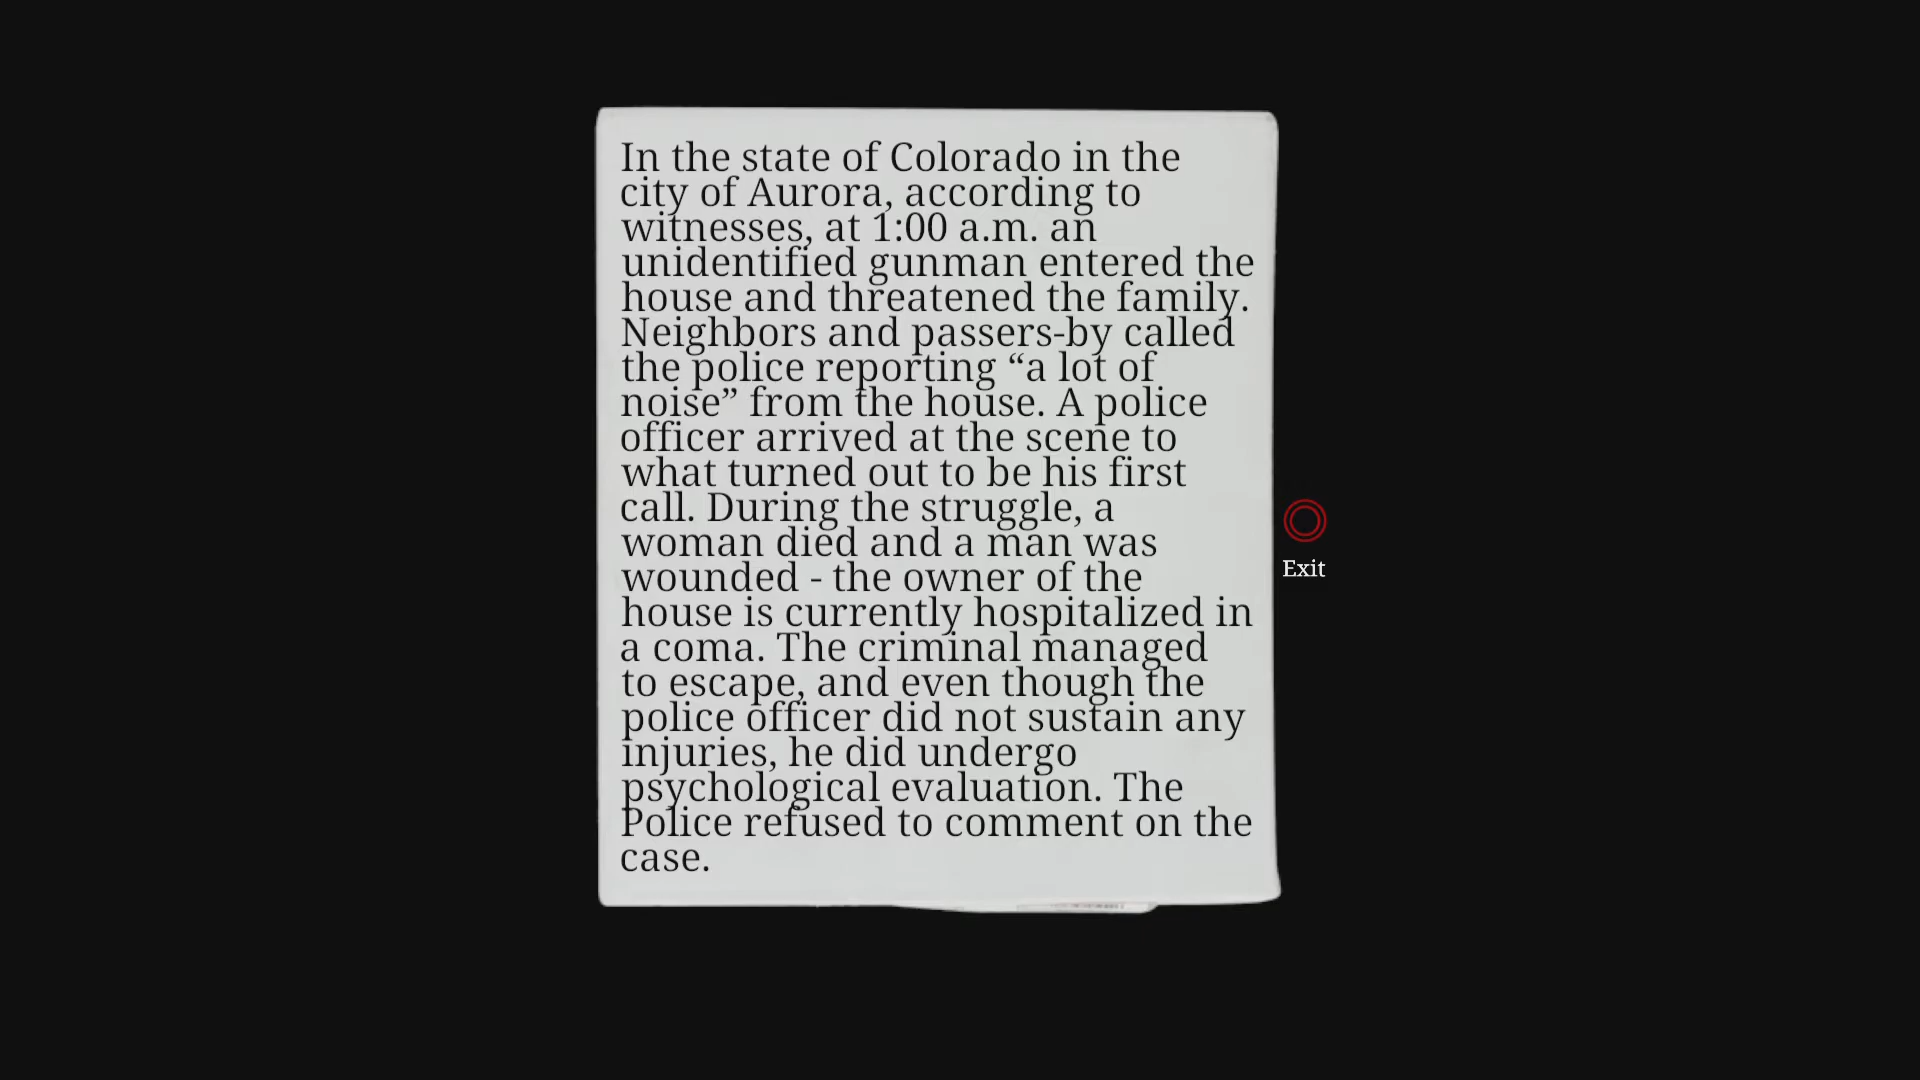 In the state of Colorado in the
city of Aurora, according to
witnesses, at 1:00 a.m. an
unidentified gunman entered the
house and threatened the family.
Neighbors and passers-by called
the police reporting “a lot of
noise” from the house. A police
officer arrived at the scene to
what turned out to be his first
call. During the struggle, a
woman died and a man was
wounded - the owner of the
house is currently hospitalized in
a coma. The criminal managed
to escape, and even though the
police officer did not sustain any
injuries, he did undergo
psychological evaluation. The
Police refused to comment on the
case.
Exit